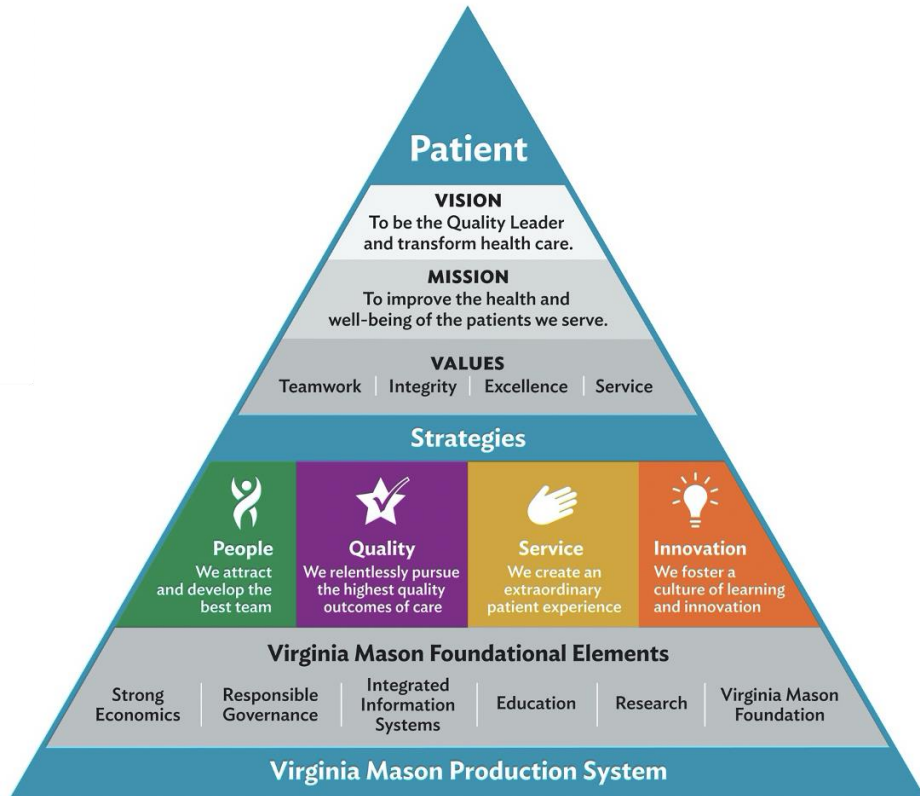 Patient
VISION
To be the Quality Leader
and transform health care.
MISSION
To improve the health and
well-being of the patients we serve.
VALUES
Teamwork Integrity Excellence Service
Strategies
People
We attract
and develop the
best team
Quality
We relentlessly pursue
the highest quality
outcomes of care
Service
We create an
extraordinary
patient experience
Innovation
We foster a
culture of learning
and innovation
Virginia Mason Foundational Elements
Strong
Economics
Responsible
Governance
Integrated
Information
Systems
Education
Research
Virginia Mason
Foundation
Virginia Mason Production System